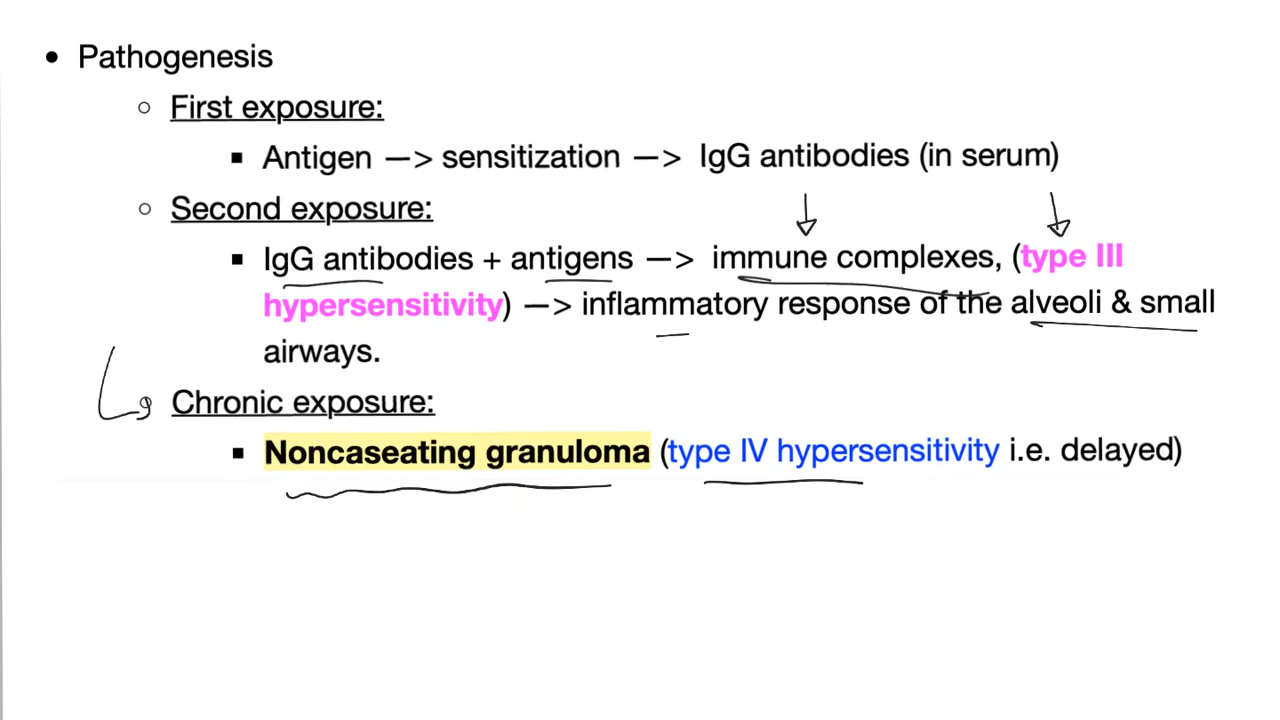 • Pathogenesis
○ First exposure:
▪ Antigen —> sensitization —> IgG antibodies (in serum)
○ Second exposure:
▪ IgG antibodies + antigens —> immune complexes, (type III
hypersensitivity) —> inflammatory response of the alveoli & small
airways.
Chronic exposure:
▪ Noncaseating granuloma (type IV hypersensitivity i.e. delayed)